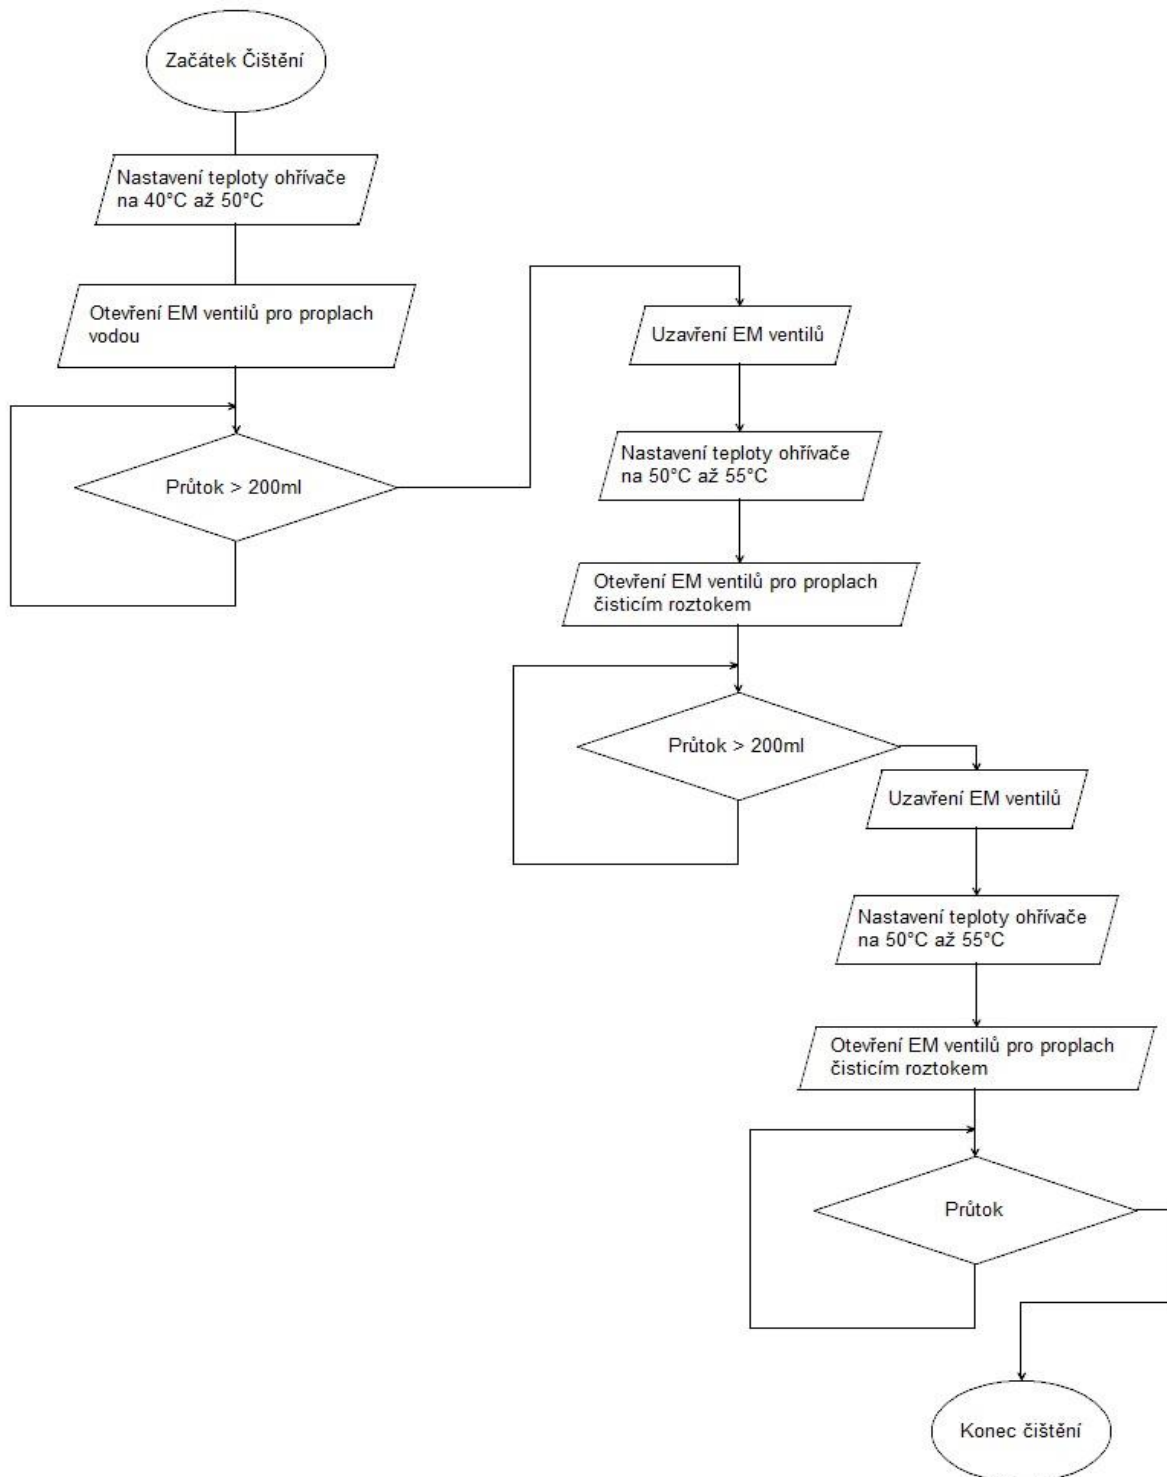 Začátek Čištění
Nastavení teploty ohřívače
na 40°C až 50°C
Otevření EM ventilů pro proplach
vodou
Průtok > 200ml
Uzavření EM ventilů
Nastavení teploty ohřívače
na 50°C až 55°C
Otevření EM ventilů pro proplach
čisticím roztokem
Průtok > 200ml
Uzavření EM ventilů
Nastavení teploty ohřívače
na 50°C až 55°C
Otevření EM ventilů pro proplach
čisticím roztokem
Průtok
Konec čištění